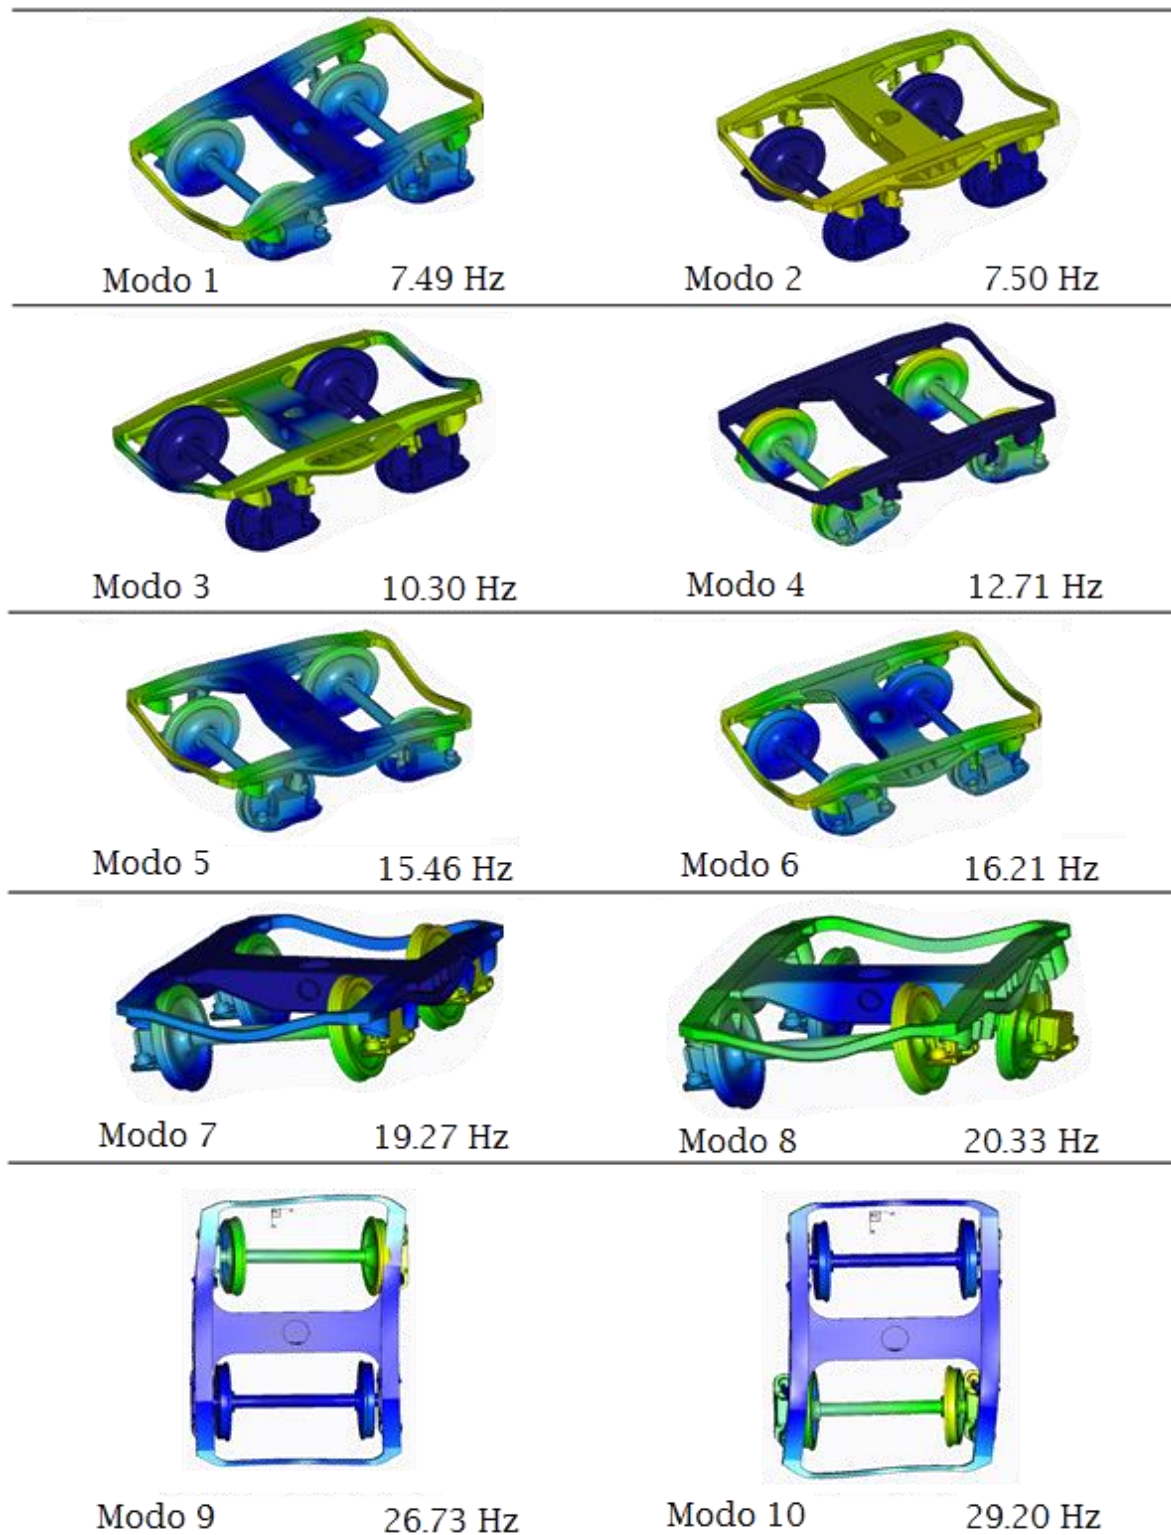 Modo 1 7.49 Hz
Modo 2 7.50 Hz
Modo 3 10.30 Hz
Modo 4 12.71 Hz
Modo 5 15.46 Hz
Modo 6 16.21 Hz
Modo 7 19.27 Hz
Modo 8 20.33 Hz
Modo 9 26.73 Hz
Modo 10 29.20 Hz